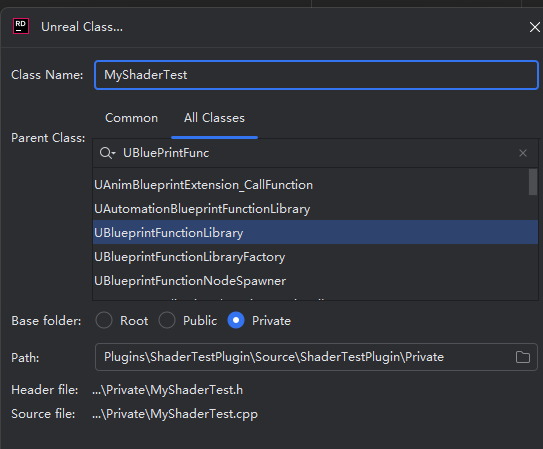 RD
Unreal Class...
Class Name: MyShaderTest
Common All Classes
Parent Class:
UBluePrintFunc
UAnimBlueprintExtension_CallFunction
UAutomationBlueprintFunctionLibrary
UBlueprintFunctionLibrary
UBlueprintFunctionLibraryFactory
UBlueprintFunctionNodeSpawner
Base folder: Root Public Private
Path: Plugins\ShaderTestPlugin\Source\ShaderTestPlugin\Private
Header file: ...\Private\MyShaderTest.h
Source file: ...\Private\MyShaderTest.cpp